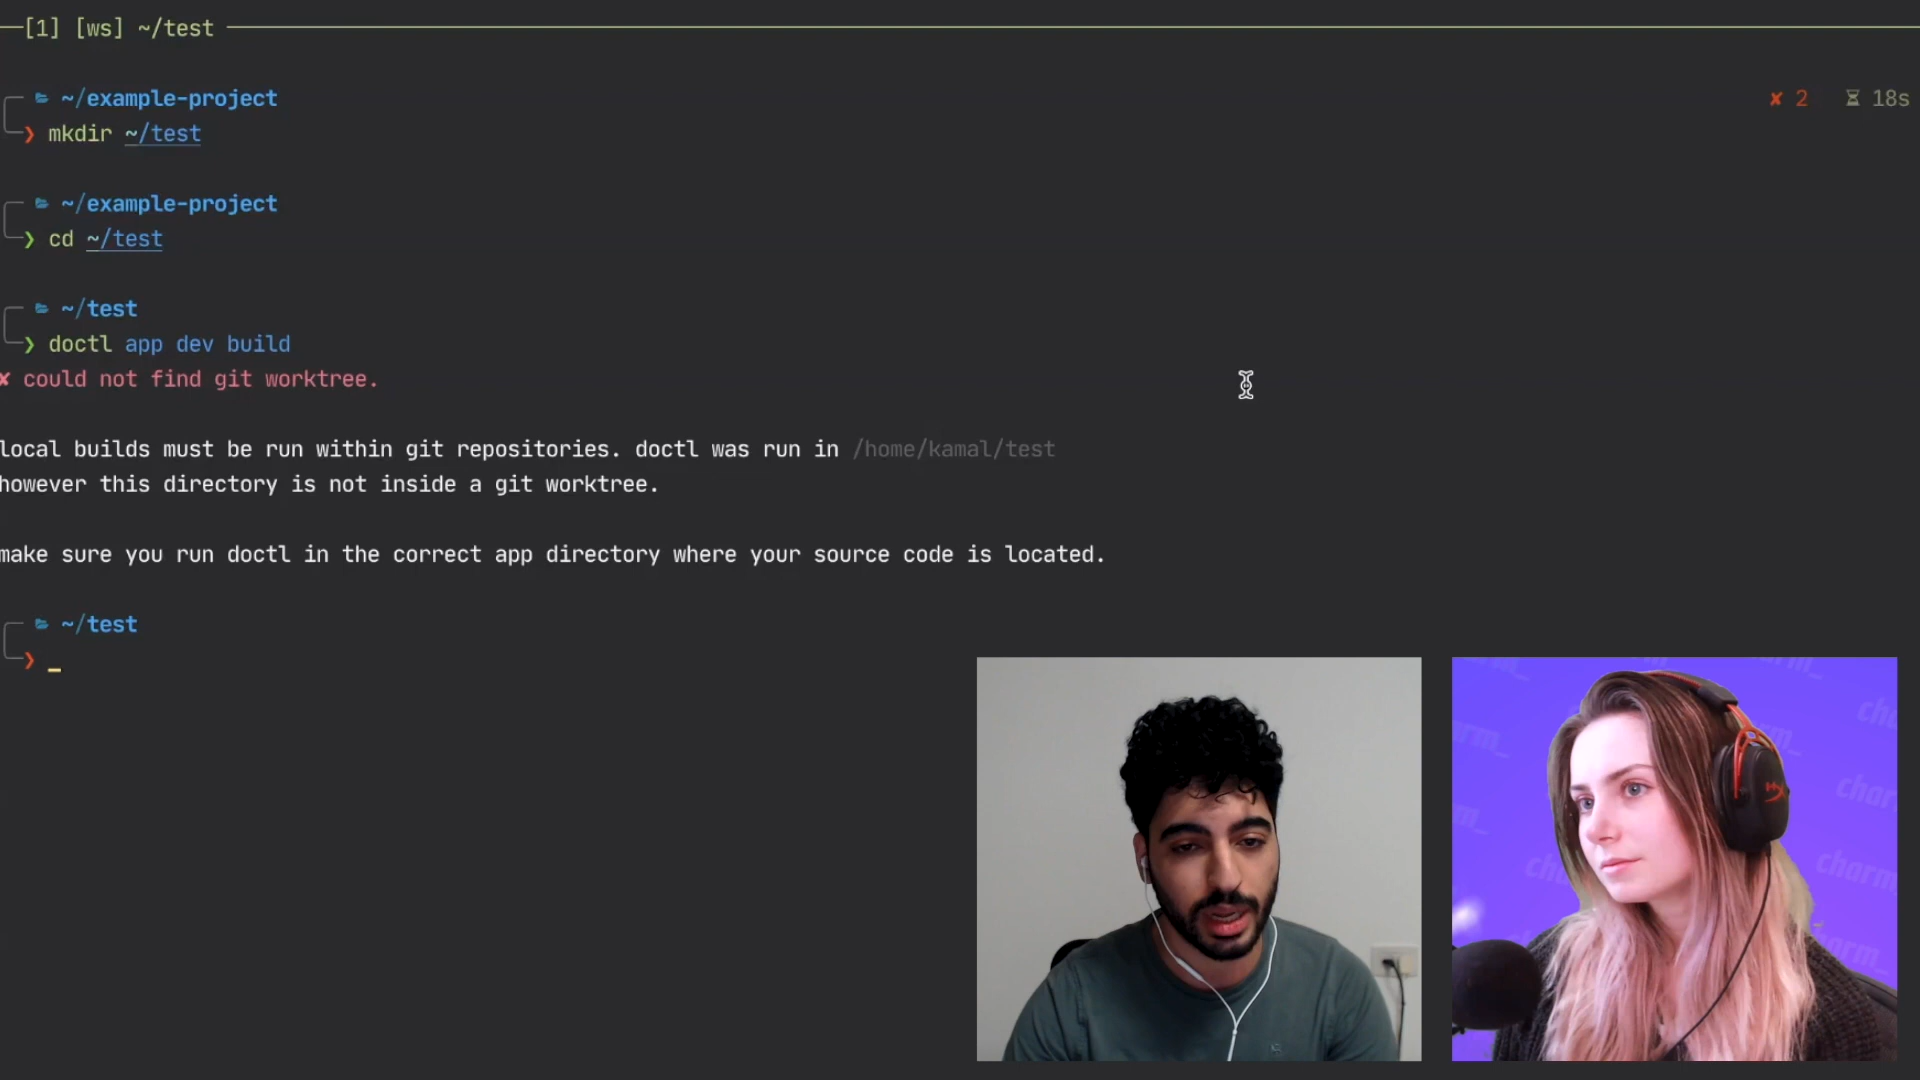 [1] [ws] ~/test
~/example-project
✘ 2 18s
❯ mkdir ~/test
~/example-project
❯ cd ~/test
~/test
❯ doctl app dev build
✘ could not find git worktree.
local builds must be run within git repositories. doctl was run in /home/kamal/test
however this directory is not inside a git worktree.
make sure you run doctl in the correct app directory where your source code is located.
~/test
❯ _
charm_